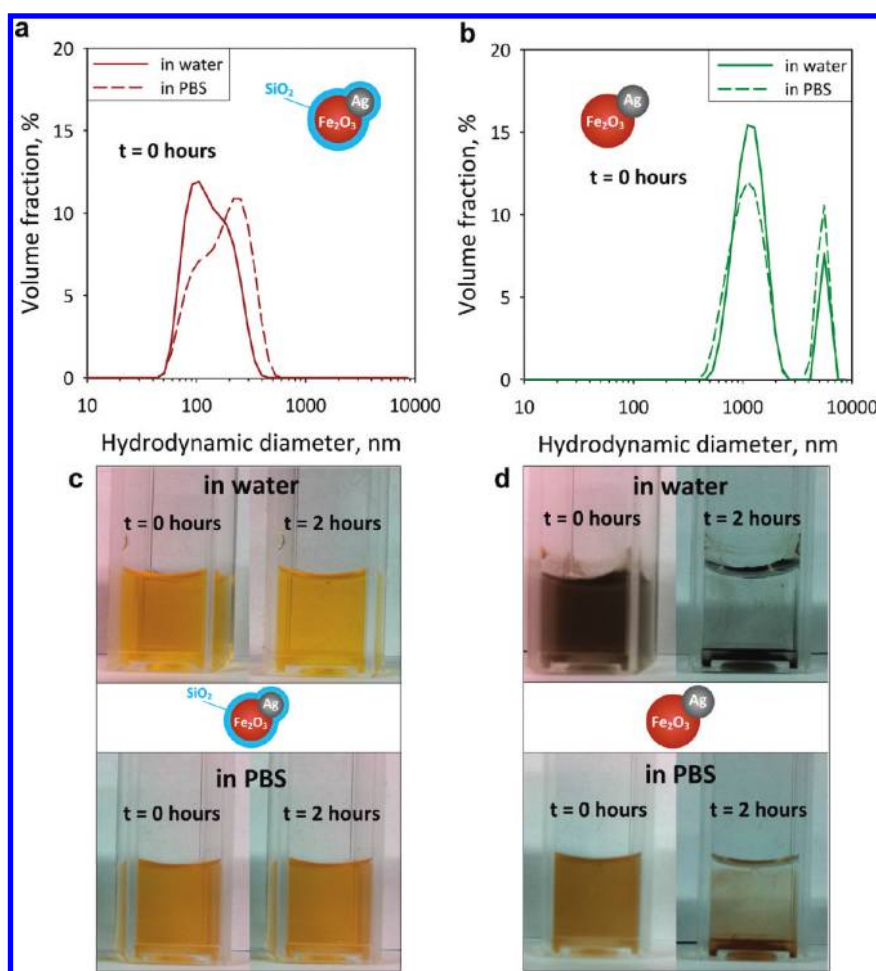 a
in water
in PBS
SiO₂
Ag
Fe₂O₃
t = 0 hours
Volume fraction, %
20
15
10
5
0
10
100
1000
10000
Hydrodynamic diameter, nm
b
in water
in PBS
Ag
Fe₂O₃
t = 0 hours
Volume fraction, %
20
15
10
5
0
10
100
1000
10000
Hydrodynamic diameter, nm
c
in water
t = 0 hours
t = 2 hours
SiO₂
Ag
Fe₂O₃
in PBS
t = 0 hours
t = 2 hours
d
in water
t = 0 hours
t = 2 hours
Ag
Fe₂O₃
in PBS
t = 0 hours
t = 2 hours